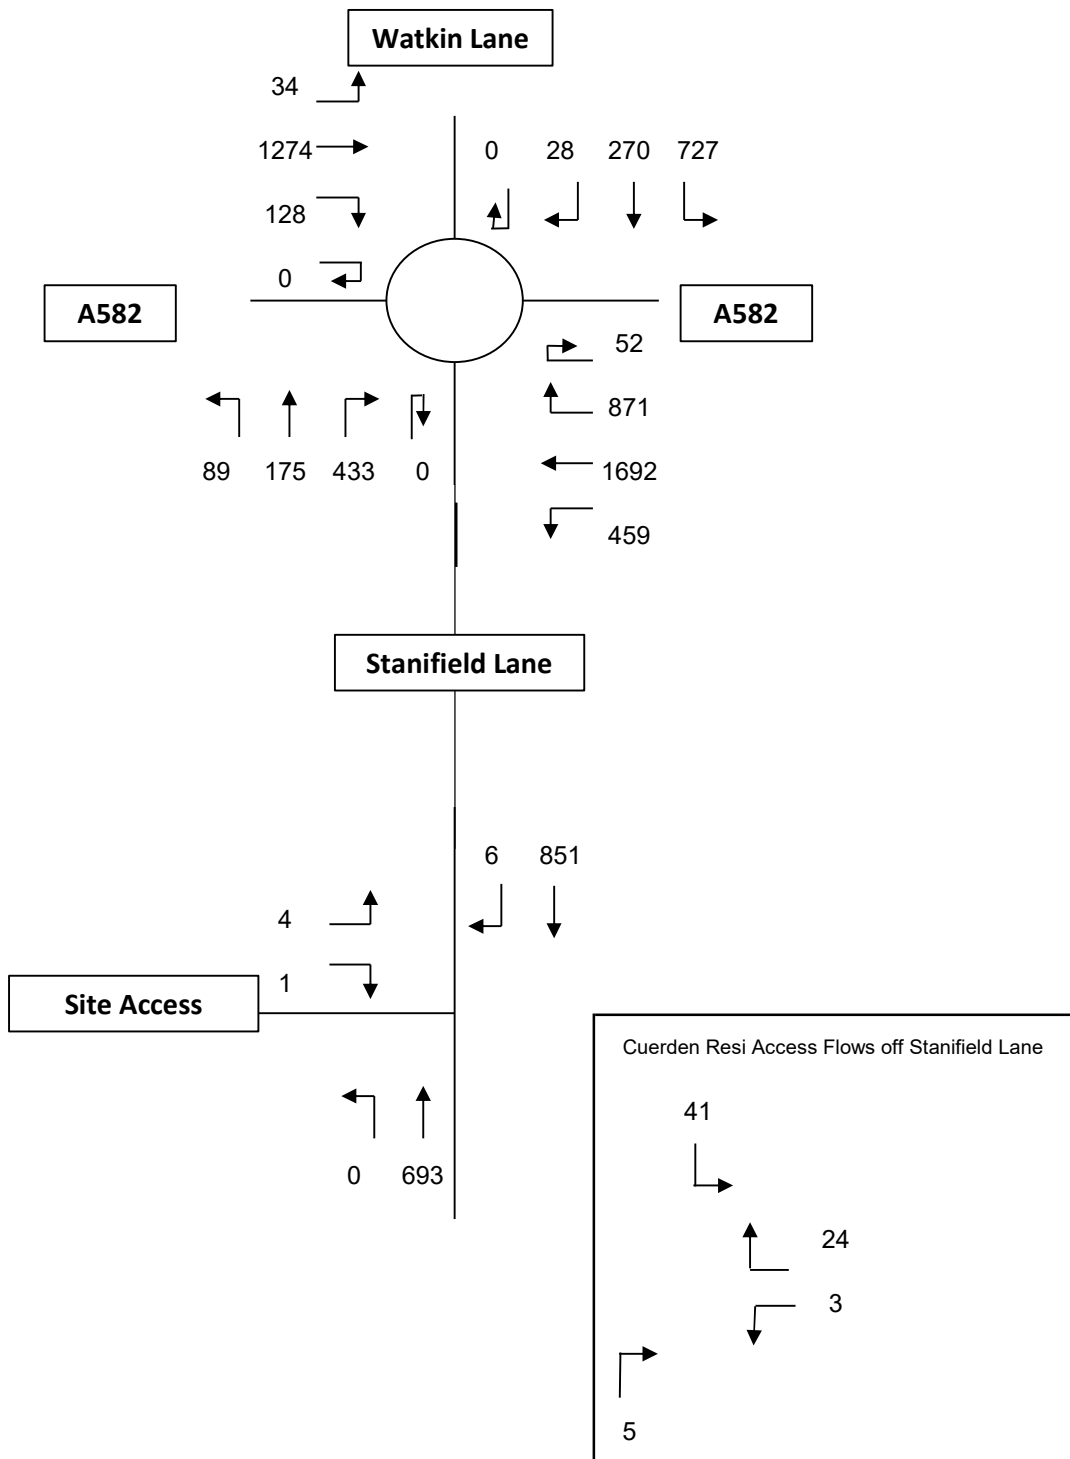 Watkin Lane
34
1274
0 28 270 727
128
0
A582
A582
52
871
89 175 433 0
1692
459
Stanifield Lane
6 851
4
1
Site Access
Cuerden Resi Access Flows off Stanifield Lane
41
0 693
24
3
5